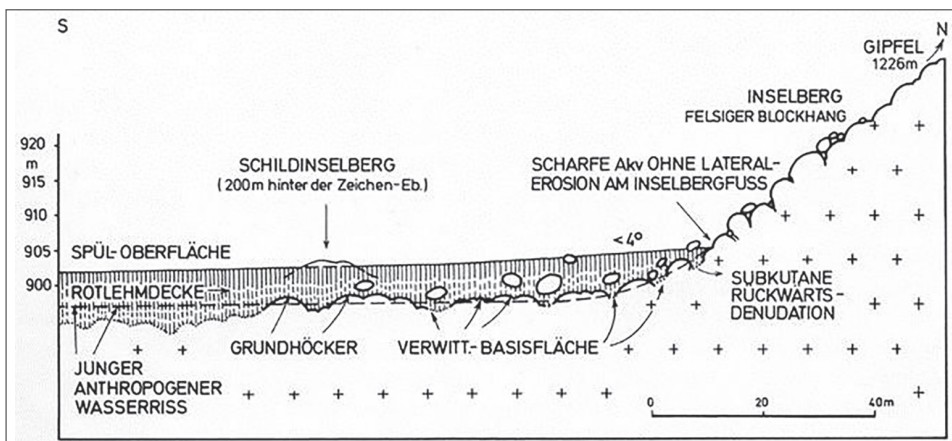 S
N
GIPFEL
1226m
INSELBERG
FELSIGER BLOCKHANG
920
m
915
910
905
900
SCHILDINSELBERG
(200m hinter der Zeichen-Eb.)
SCHARFE Akv OHNE LATERAL-
EROSION AM INSELBERGFUSS
SPÜL-OBERFLÄCHE
<4°
ROTLEHMDECKE
SUBKUTANE
RÜCKWÄRTS-
DENUDATION
GRUNDHÖCKER
VERWITT.-BASISFLÄCHE
JUNGER
ANTHROPOGENER
WASSERRISS
0 20 40m